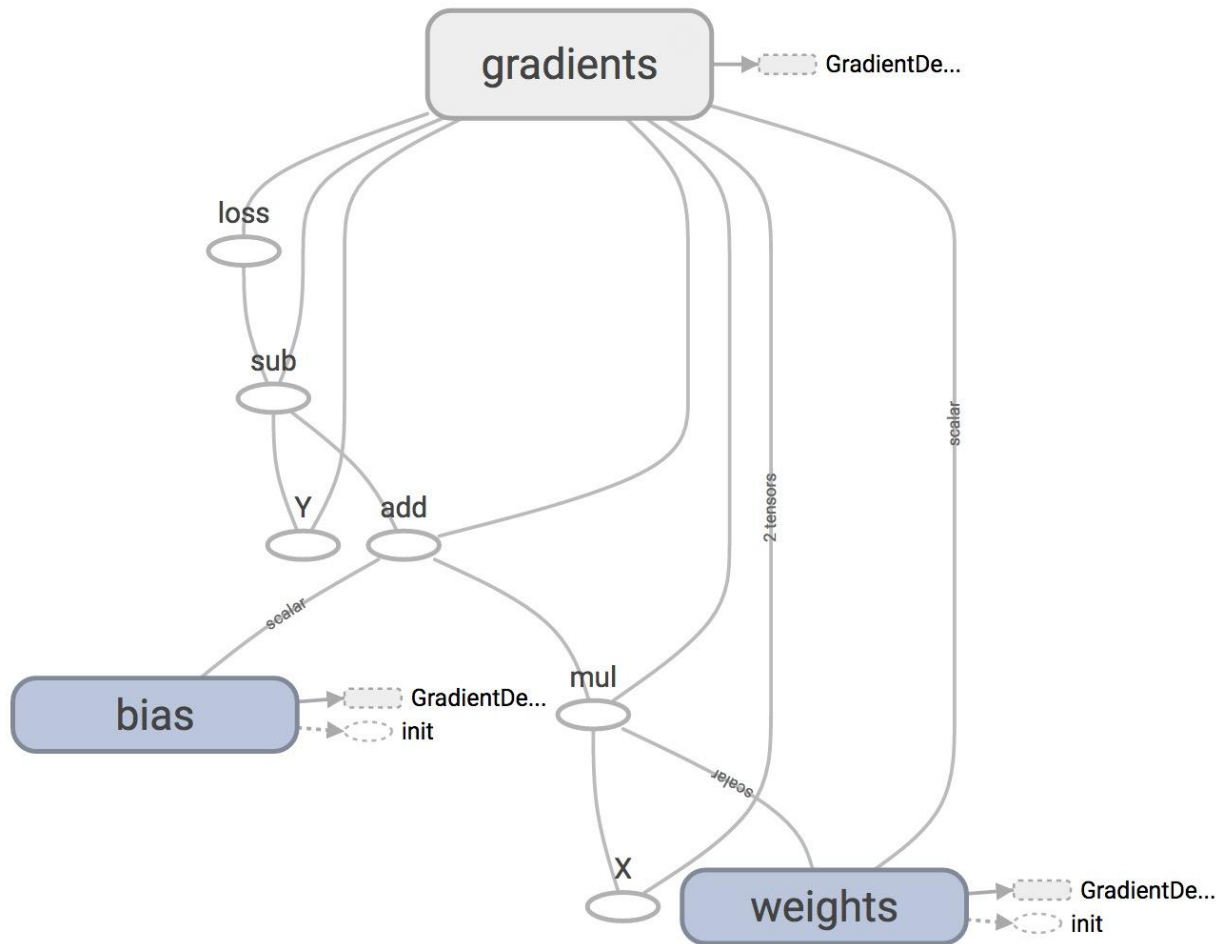 gradients
GradientDe...
loss
sub
scalar
2 tensors
Y
add
scalar
mul
bias
GradientDe...
init
scalar
X
weights
GradientDe...
init